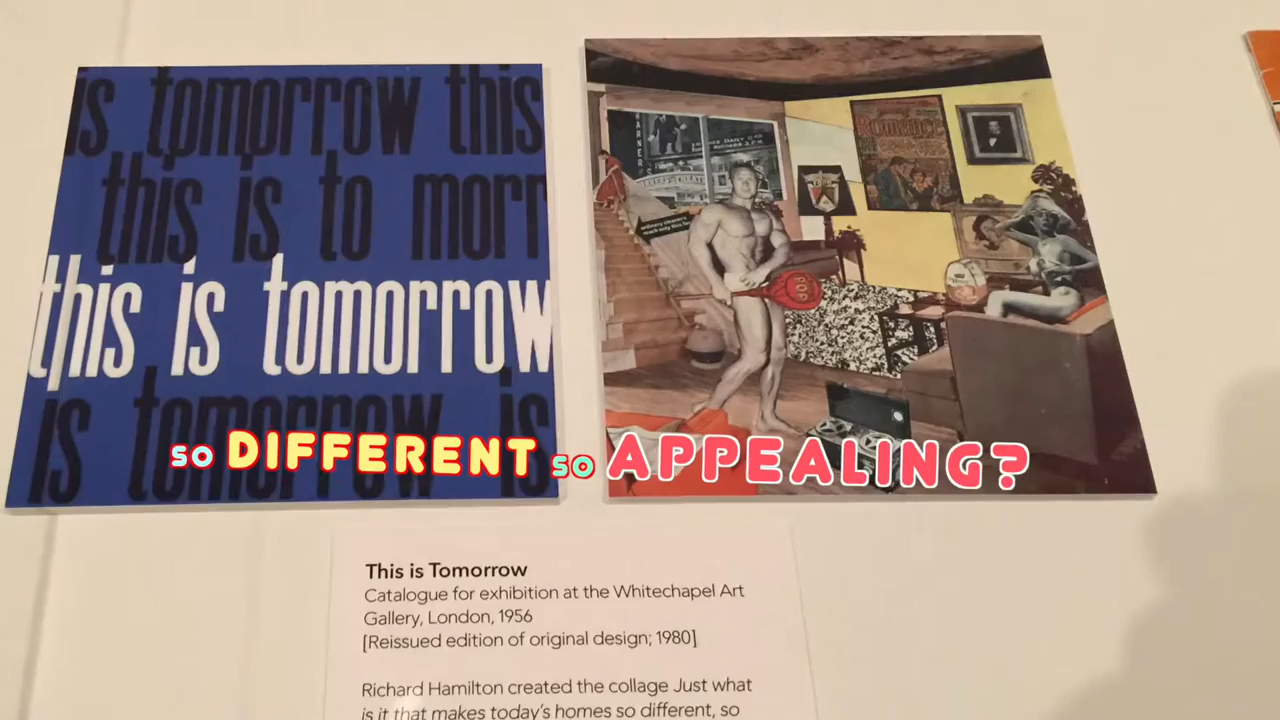 is tomorrow this
this is to morr
this is tomorrow
is tomorrow is
Romance
POP
so DIFFERENT so APPEALING?
This is Tomorrow
Catalogue for exhibition at the Whitechapel Art
Gallery, London, 1956
[Reissued edition of original design; 1980]
Richard Hamilton created the collage Just what
is it that makes today's homes so different, so